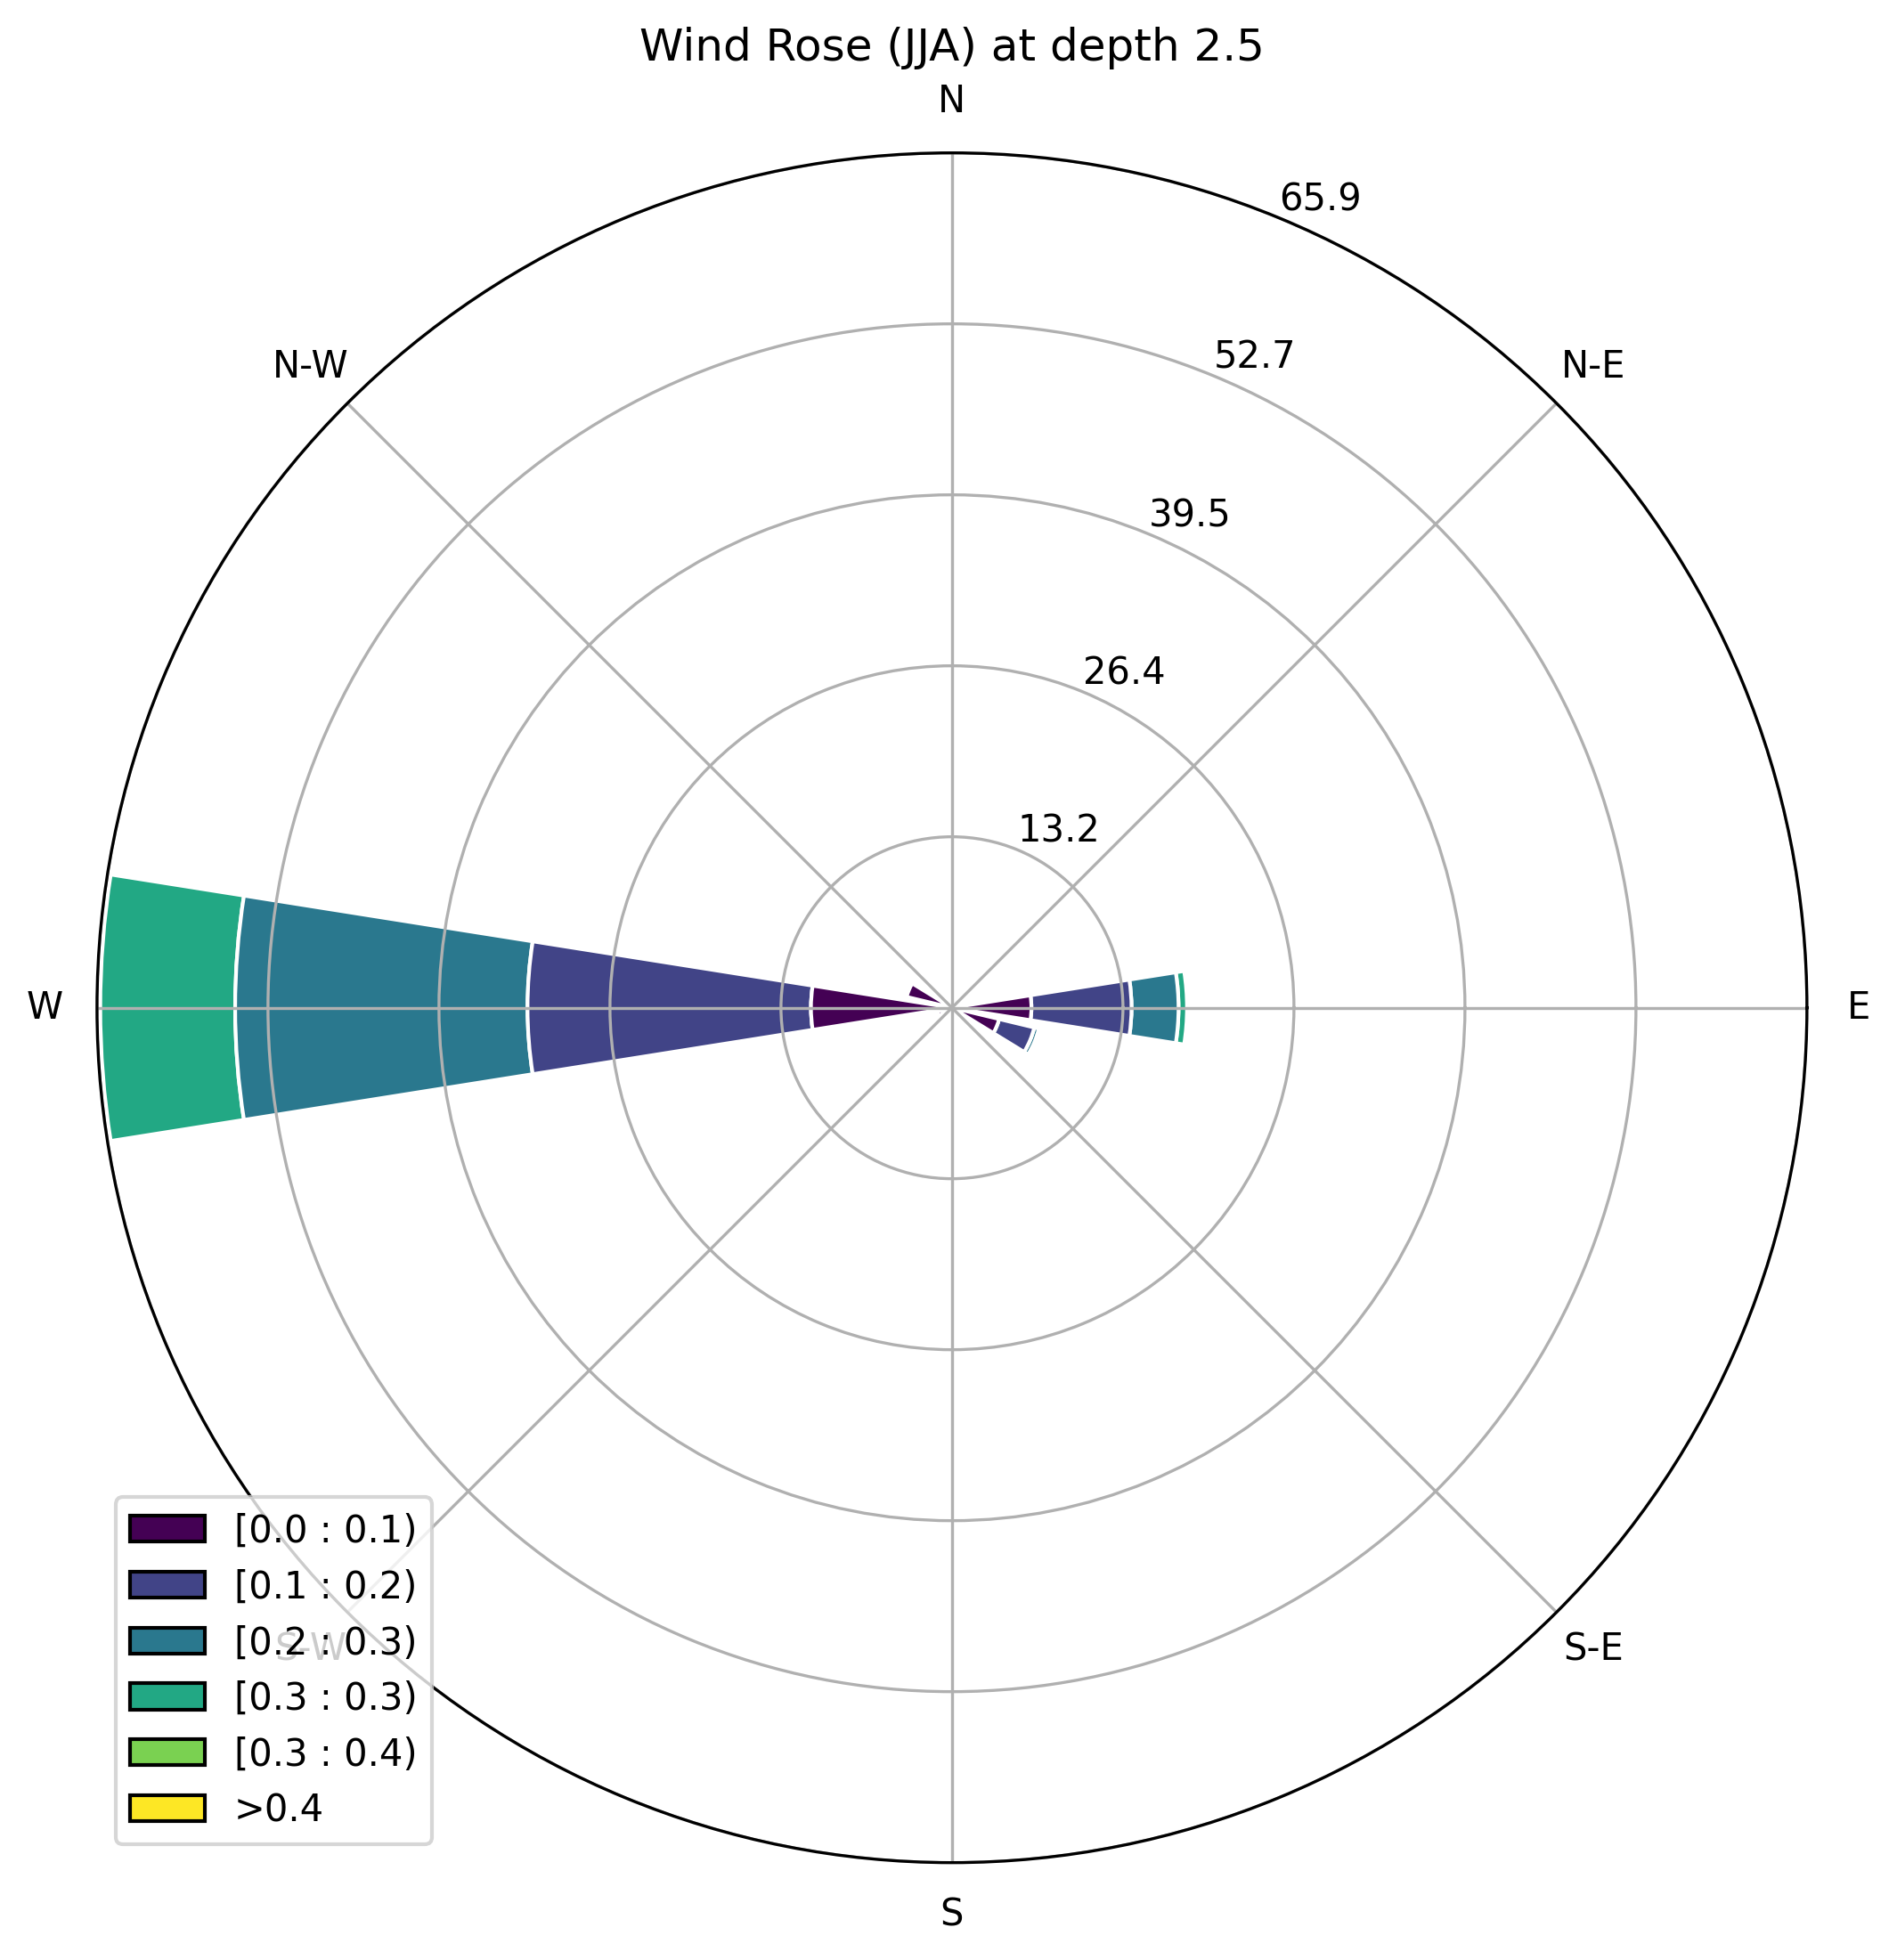 Wind Rose (JJA) at depth 2.5
N
65.9
52.7
N-W
N-E
39.5
26.4
13.2
W
E
[0.0 : 0.1)
[0.1 : 0.2)
[0.2 : 0.3)
S-W
S-E
[0.3 : 0.3)
[0.3 : 0.4)
>0.4
S